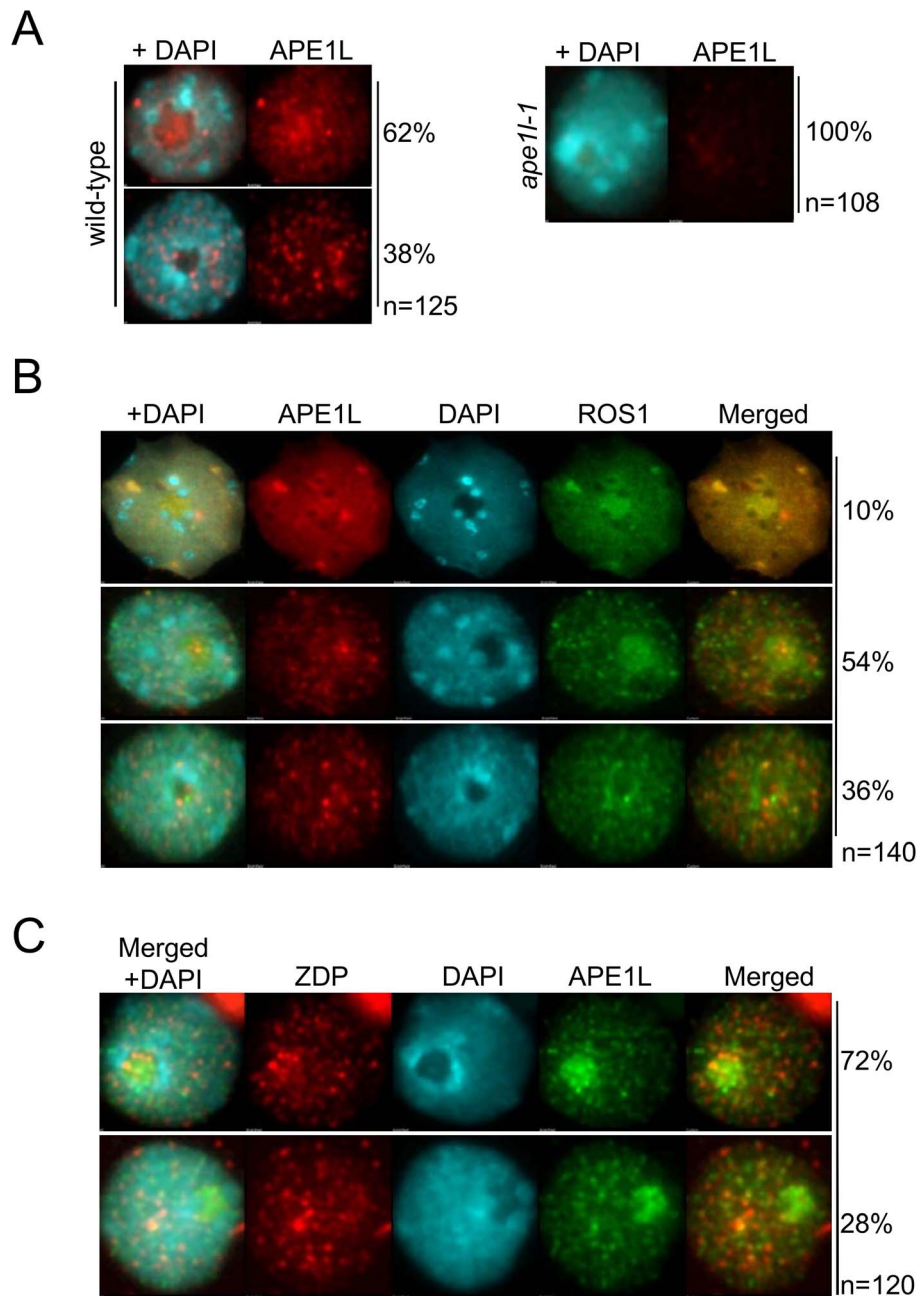 A
+ DAPI APE1L
wild-type
62%
38%
n=125
+ DAPI APE1L
ape1l-1
100%
n=108
B
+DAPI APE1L DAPI ROS1 Merged
10%
54%
36%
n=140
C
Merged
+DAPI ZDP DAPI APE1L Merged
72%
28%
n=120